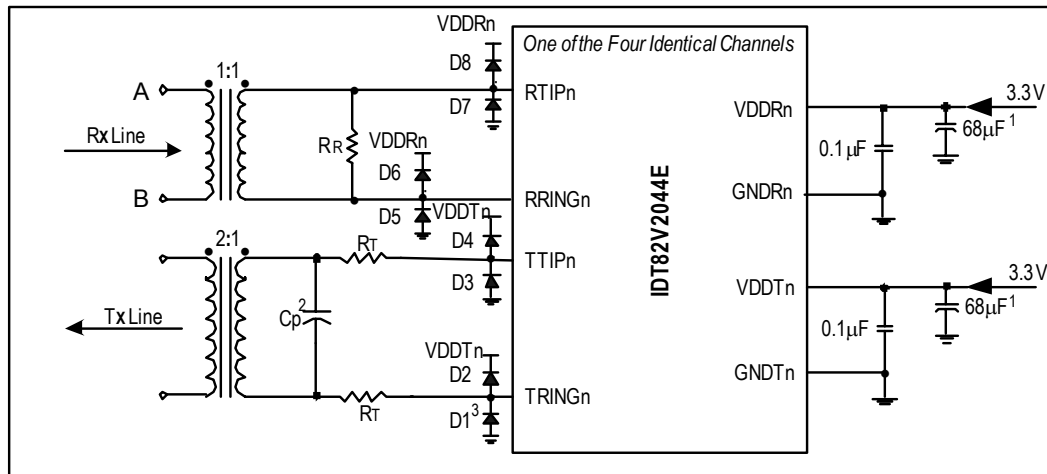 One of the Four Identical Channels
VDDRn
D8
1:1
A
RTIPn
D7
VDDRn
3.3V
Rx Line
RR
VDDRn
D6
0.1µF
68µF1
B
RRINGn
GNDRn
D5
VDDTn
IDT82V2044E
2:1
RT
D4
TTIPn
D3
VDDTn
3.3V
Tx Line
Cp2
0.1µF
68µF1
VDDTn
D2
GNDTn
TRINGn
RT
D13